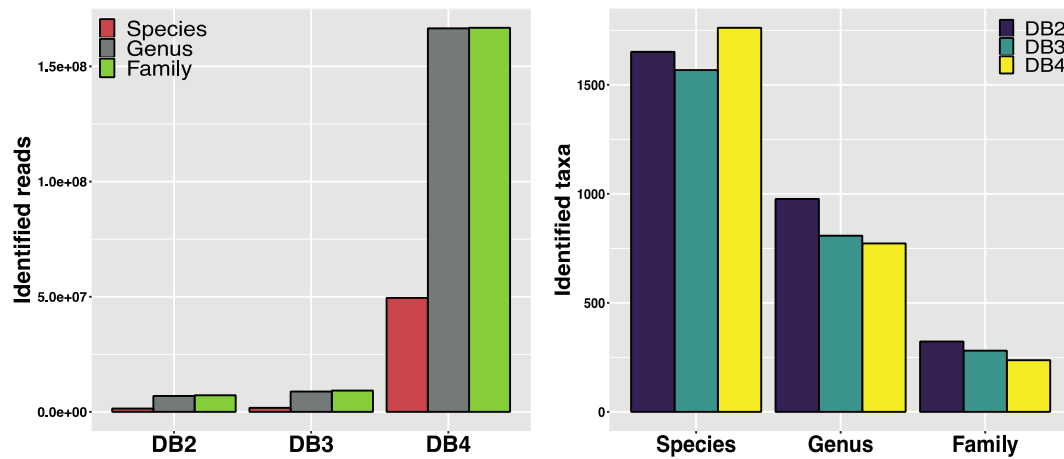 Species
Genus
Family
Identified reads
1.5e+08
1.0e+08
5.0e+07
0.0e+00
DB2
DB3
DB4
DB2
DB3
DB4
Identified taxa
1500
1000
500
0
Species
Genus
Family